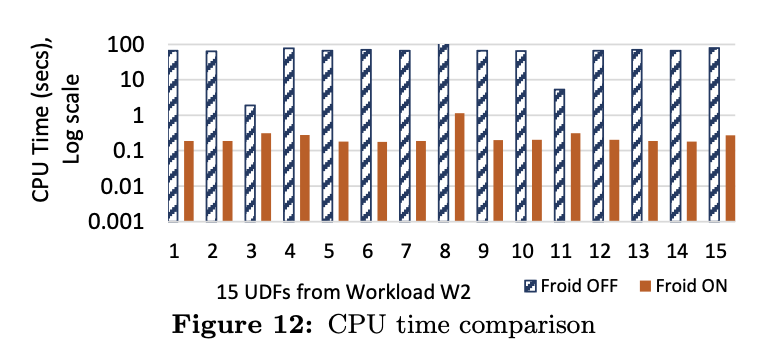 CPU Time (secs),
Log scale
100
10
1
0.1
0.01
0.001
1 2 3 4 5 6 7 8 9 10 11 12 13 14 15
15 UDFs from Workload W2
Froid OFF Froid ON
Figure 12: CPU time comparison